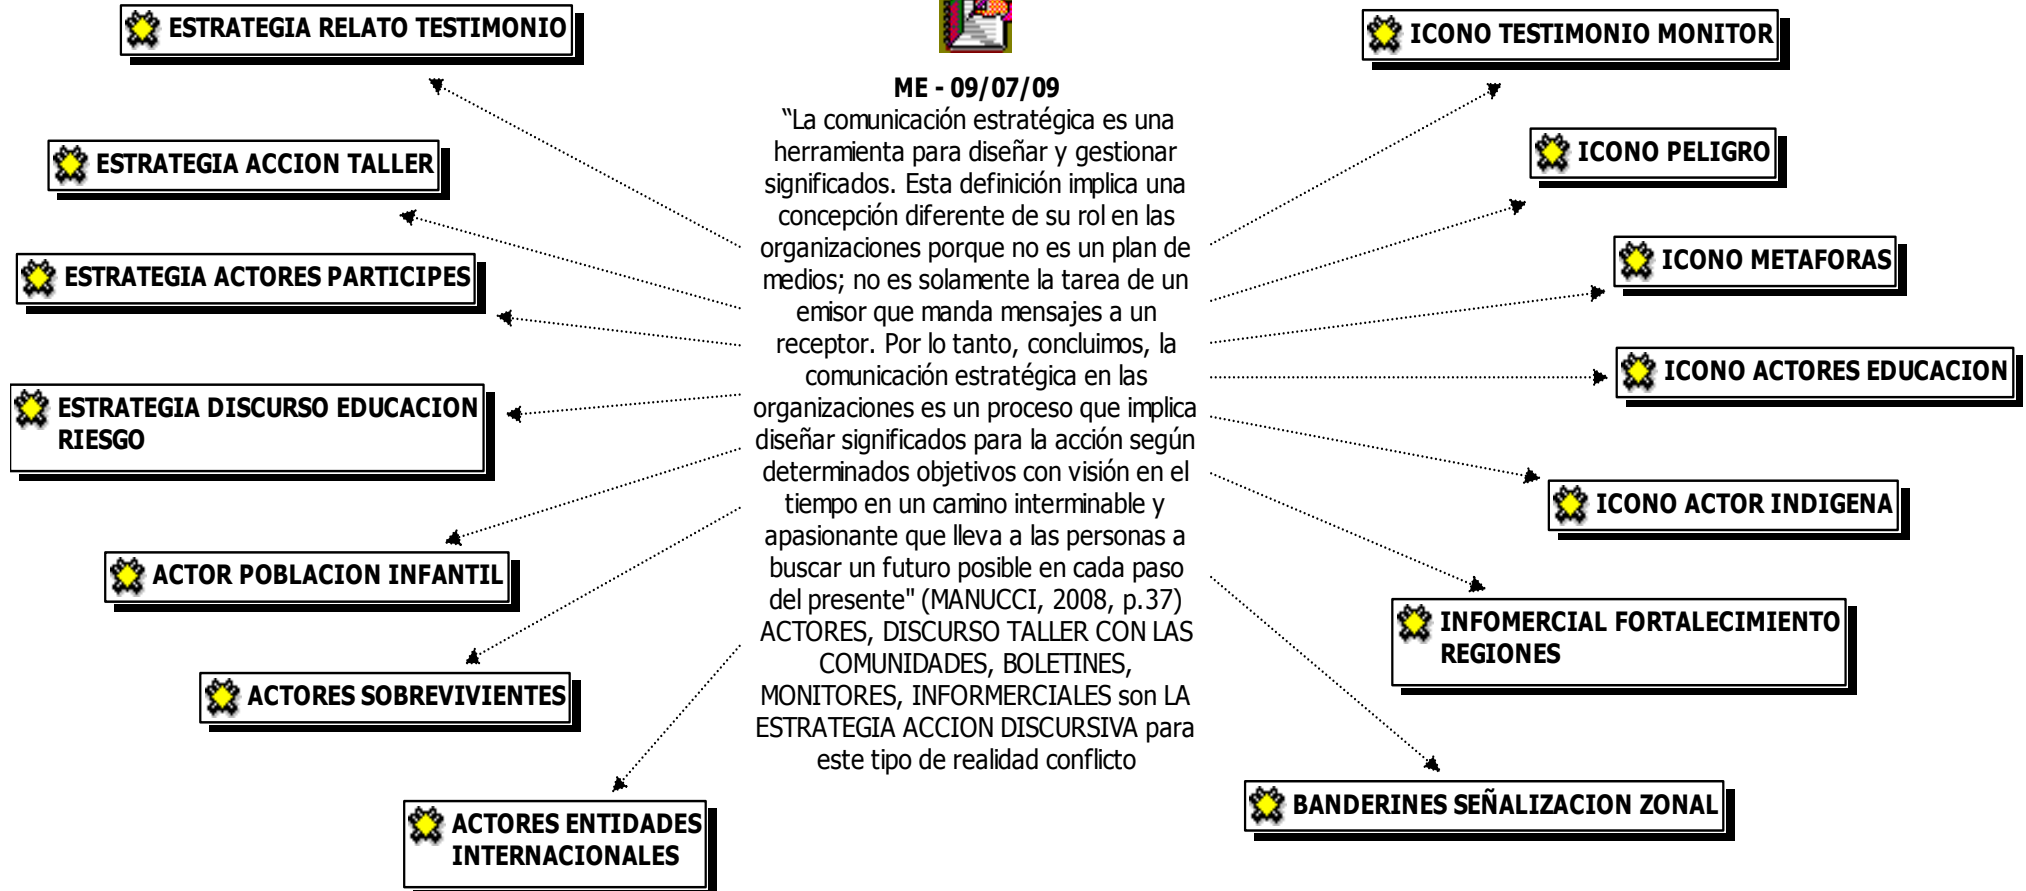 ESTRATEGIA RELATO TESTIMONIO
ESTRATEGIA ACCION TALLER
ESTRATEGIA ACTORES PARTICIPES
ESTRATEGIA DISCURSO EDUCACION
RIESGO
ACTOR POBLACION INFANTIL
ACTORES SOBREVIVIENTES
ACTORES ENTIDADES
INTERNACIONALES
ME - 09/07/09
“La comunicación estratégica es una
herramienta para diseñar y gestionar
significados. Esta definición implica una
concepción diferente de su rol en las
organizaciones porque no es un plan de
medios; no es solamente la tarea de un
emisor que manda mensajes a un
receptor. Por lo tanto, concluimos, la
comunicación estratégica en las
organizaciones es un proceso que implica
diseñar significados para la acción según
determinados objetivos con visión en el
tiempo en un camino interminable y
apasionante que lleva a las personas a
buscar un futuro posible en cada paso
del presente" (MANUCCI, 2008, p.37)
ACTORES, DISCURSO TALLER CON LAS
COMUNIDADES, BOLETINES,
MONITORES, INFORMERCIALES son LA
ESTRATEGIA ACCION DISCURSIVA para
este tipo de realidad conflicto
ICONO TESTIMONIO MONITOR
ICONO PELIGRO
ICONO METAFORAS
ICONO ACTORES EDUCACION
ICONO ACTOR INDIGENA
INFOMERCIAL FORTALECIMIENTO
REGIONES
BANDERINES SEÑALIZACION ZONAL